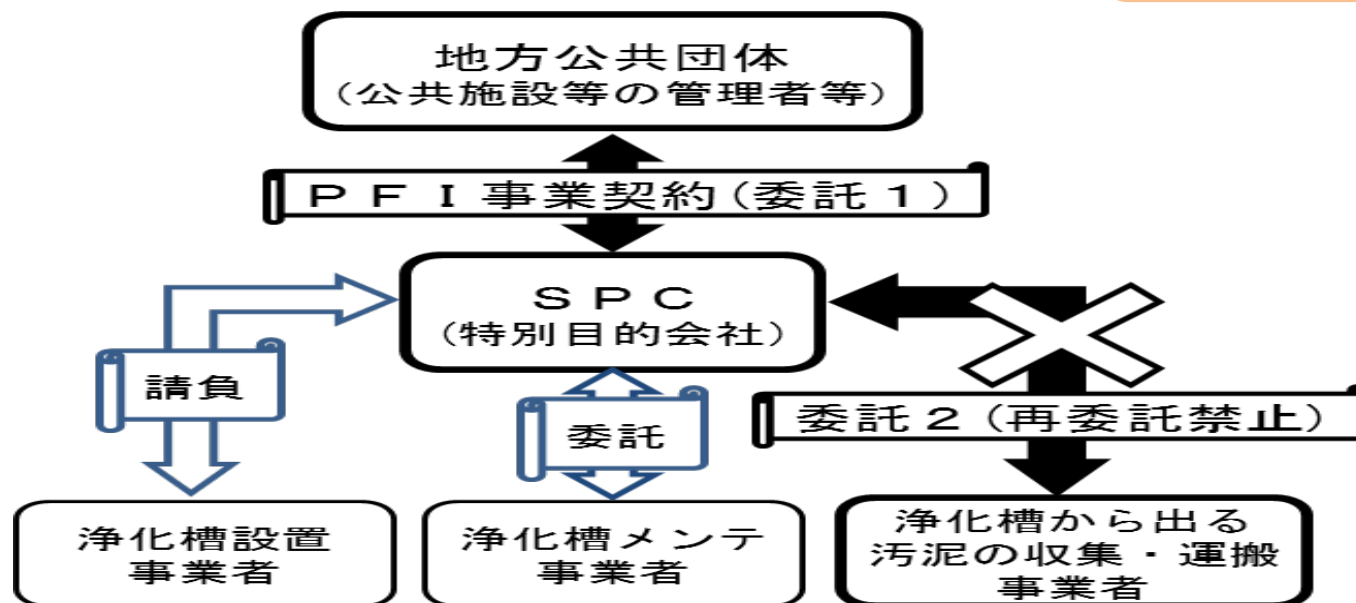 地方公共団体
(公共施設等の管理者等)
ＰＦＩ事業契約(委託１)
ＳＰＣ
(特別目的会社)
請負
委託
委託２(再委託禁止)
浄化槽設置
事業者
浄化槽メンテ
事業者
浄化槽から出る
汚泥の収集・運搬
事業者